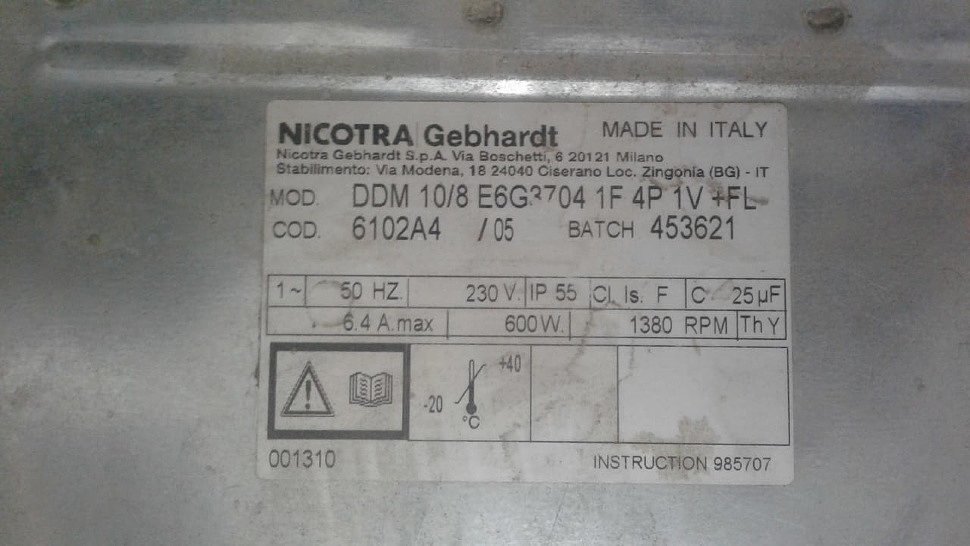 NICOTRA Gebhardt MADE IN ITALY
Nicotra Gebhardt S.p.A. Via Boschetti, 6 20121 Milano
Stabilimento: Via Modena, 18 24040 Ciserano Loc. Zingonia (BG) - IT
MOD. DDM 10/8 E6G3704 1F 4P 1V +FL
COD. 6102A4 /05 BATCH 453621
1~ 50 HZ. 230 V. IP 55 Cl. Is. F C 25µF
6.4 A.max 600W. 1380 RPM Th Y
-20 +40
°C
001310 INSTRUCTION 985707